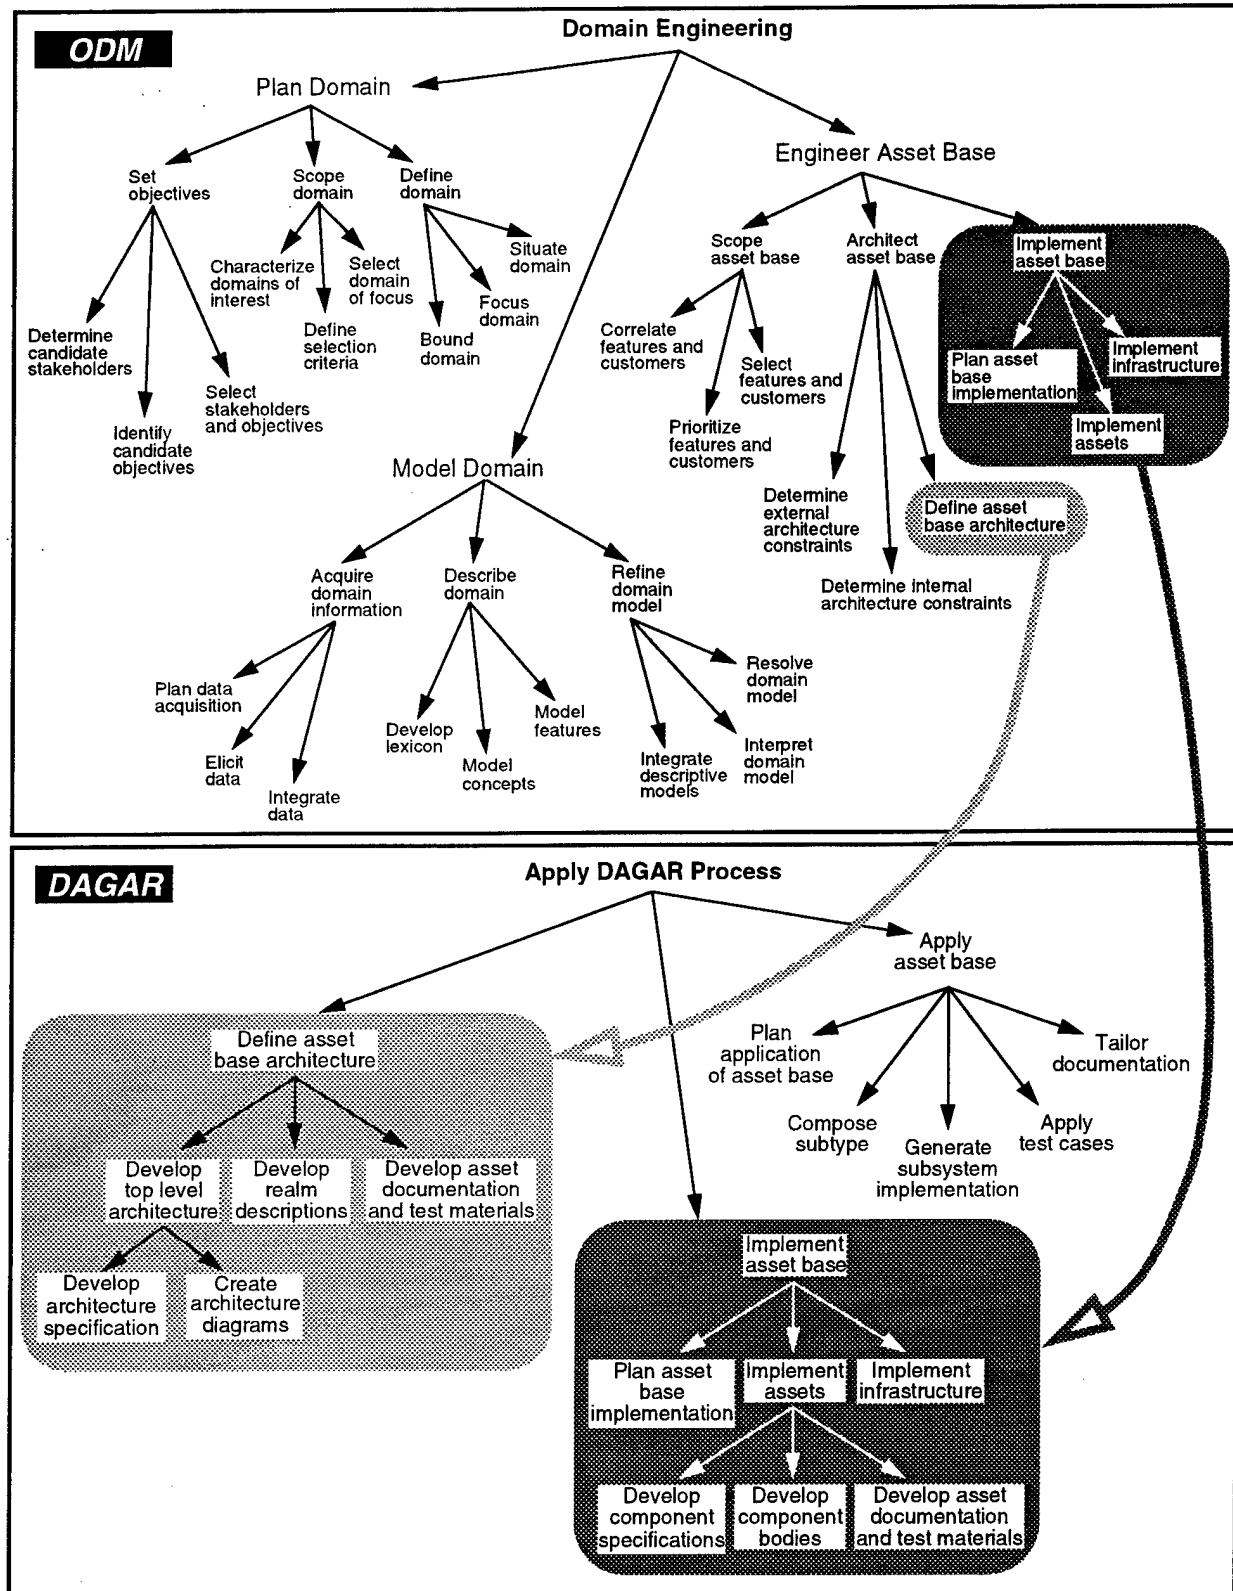 ODM
Domain Engineering
Plan Domain
Engineer Asset Base
Set
objectives
Scope
domain
Define
domain
Situate
domain
Characterize
domains of
interest
Select
domain
of focus
Focus
domain
Determine
candidate
stakeholders
Define
selection
criteria
Bound
domain
Select
stakeholders
and objectives
Identify
candidate
objectives
Scope
asset base
Architect
asset base
Implement
asset base
Correlate
features and
customers
Select
features and
customers
Prioritize
features and
customers
Plan asset
base
implementation
Implement
infrastructure
Implement
assets
Determine
external
architecture
constraints
Define asset
base architecture
Determine internal
architecture constraints
Model Domain
Acquire
domain
information
Describe
domain
Refine
domain
model
Plan data
acquisition
Elicit
data
Integrate
data
Develop
lexicon
Model
concepts
Model
features
Resolve
domain
model
Integrate
descriptive
models
Interpret
domain
model
DAGAR
Apply DAGAR Process
Apply
asset base
Define asset
base architecture
Plan
application
of asset base
Tailor
documentation
Compose
subtype
Generate
subsystem
implementation
Apply
test cases
Develop
top level
architecture
Develop
realm
descriptions
Develop asset
documentation
and test materials
Develop
architecture
specification
Create
architecture
diagrams
Implement
asset base
Plan asset
base
implementation
Implement
assets
Implement
infrastructure
Develop
component
specifications
Develop
component
bodies
Develop asset
documentation
and test materials